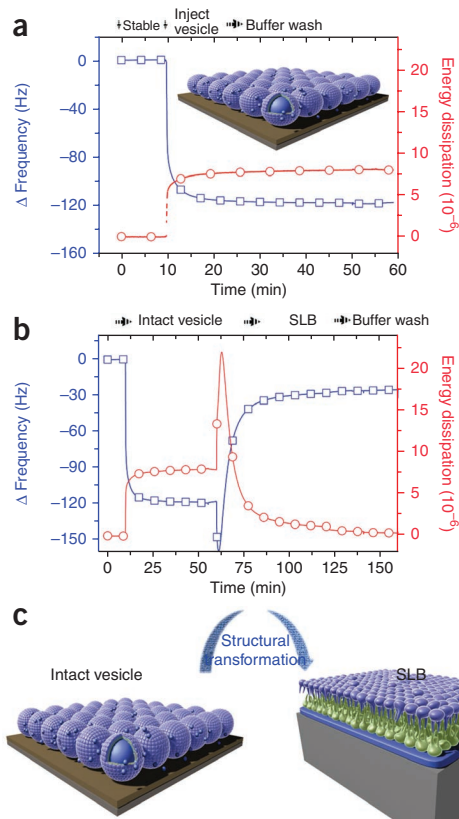 a
Stable
Inject
vesicle
Buffer wash
Δ Frequency (Hz)
0
−40
−80
−120
−160
20
15
10
5
0
Energy dissipation (10⁻⁶)
0 10 20 30 40 50 60
Time (min)
b
Intact vesicle SLB Buffer wash
Δ Frequency (Hz)
0
−30
−60
−90
−120
−150
20
15
10
5
0
Energy dissipation (10⁻⁶)
0 25 50 75 100 125 150
Time (min)
c
Structural
transformation
Intact vesicle
SLB